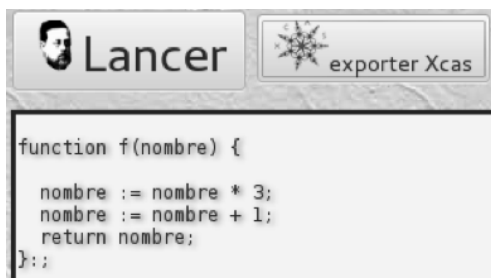 Lancer
exporter Xcas
function f(nombre) {
nombre := nombre * 3;
nombre := nombre + 1;
return nombre;
}:;